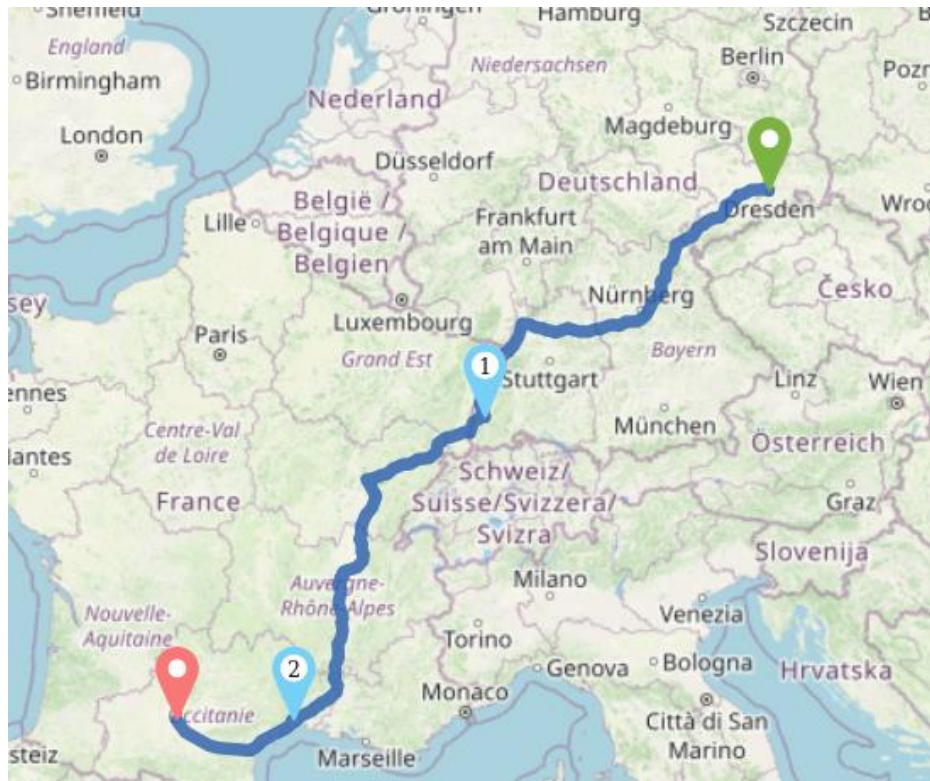 Sheffield
Groningen
Hamburg
Szczecin
England
Birmingham
Niedersachsen
Berlin
Nederland
London
Magdeburg
Düsseldorf
Deutschland
België /
Belgique /
Belgien
Lille
Frankfurt
am Main
Dresden
Nürnberg
Česko
Luxembourg
Paris
Grand Est
Bayern
1
Stuttgart
Linz
Wien
München
Centre-Val
de Loire
Österreich
Schweiz/
Suisse/Svizzera/
Svizra
France
Graz
Slovenija
Milano
Auvergne-
Rhône-Alpes
Nouvelle-
Aquitaine
Venezia
Torino
2
Genova
Bologna
Hrvatska
Monaco
Occitanie
Città di San
Marino
Marseille